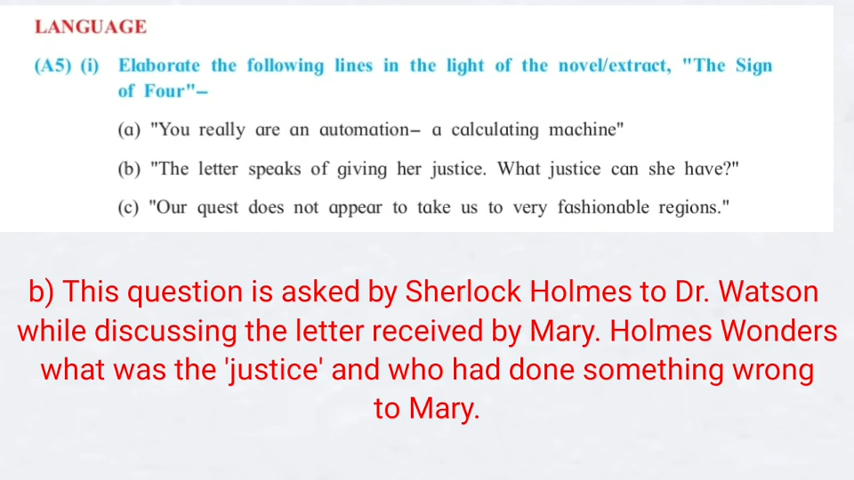 LANGUAGE
(A5) (i) Elaborate the following lines in the light of the novel/extract, "The Sign
of Four"–
(a) "You really are an automation– a calculating machine"
(b) "The letter speaks of giving her justice. What justice can she have?"
(c) "Our quest does not appear to take us to very fashionable regions."
b) This question is asked by Sherlock Holmes to Dr. Watson
while discussing the letter received by Mary. Holmes Wonders
what was the 'justice' and who had done something wrong
to Mary.